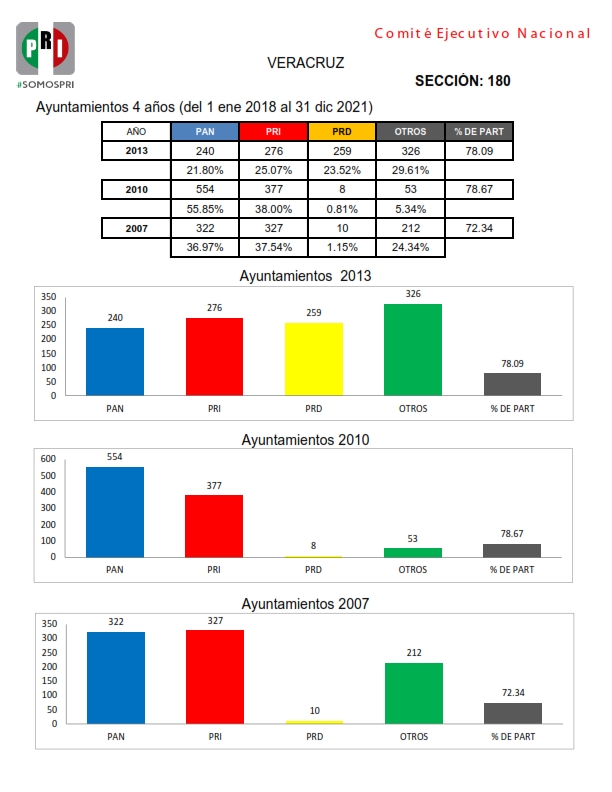 Comité Ejecutivo Nacional
PRI
#SOMOSPRI
VERACRUZ
SECCIÓN: 180
Ayuntamientos 4 años (del 1 ene 2018 al 31 dic 2021)
AÑO PAN PRI PRD OTROS % DE PART
2013 240 276 259 326 78.09
21.80% 25.07% 23.52% 29.61%
2010 554 377 8 53 78.67
55.85% 38.00% 0.81% 5.34%
2007 322 327 10 212 72.34
36.97% 37.54% 1.15% 24.34%
Ayuntamientos 2013
350
300
250
200
150
100
50
0
240 276 259 326 78.09
PAN PRI PRD OTROS % DE PART
Ayuntamientos 2010
600
500
400
300
200
100
0
554 377 8 53 78.67
PAN PRI PRD OTROS % DE PART
Ayuntamientos 2007
350
300
250
200
150
100
50
0
322 327 10 212 72.34
PAN PRI PRD OTROS % DE PART